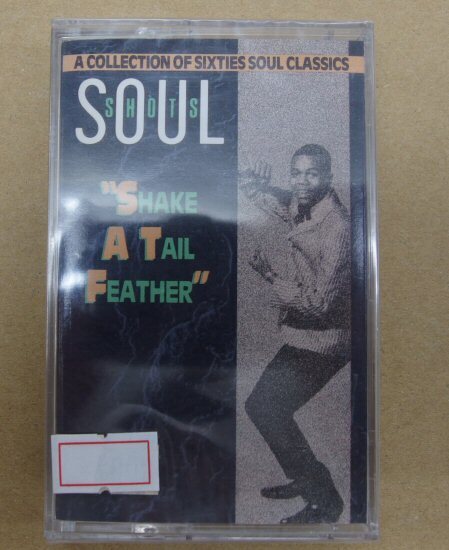 A COLLECTION OF SIXTIES SOUL CLASSICS
SOUL
SHOTS
"SHAKE
A TAIL
FEATHER"